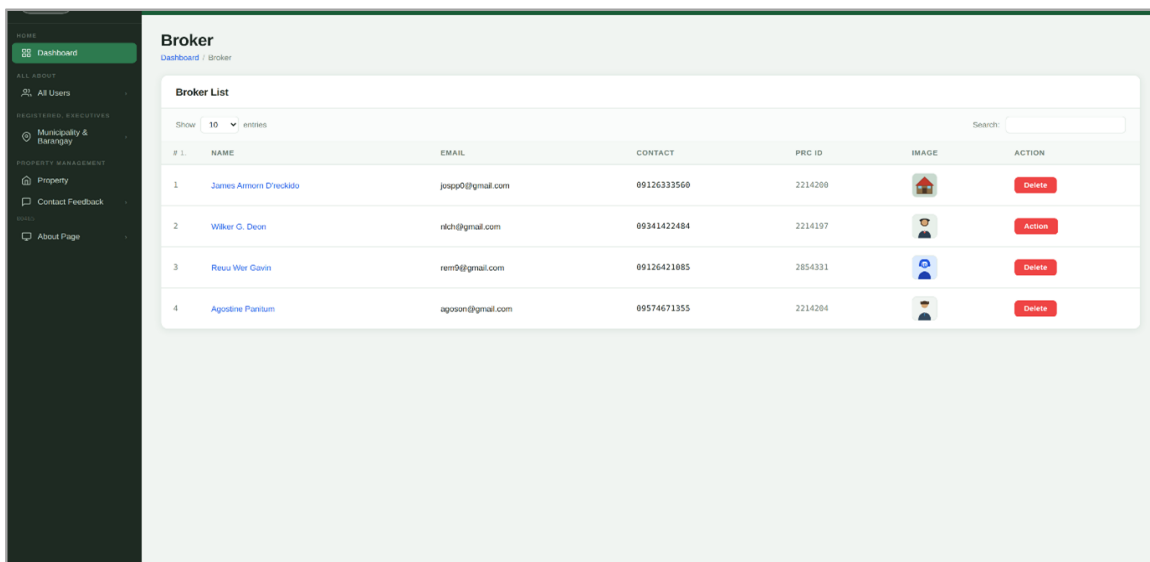 HOME
Dashboard
ALL ABOUT
All Users
REGISTERED, EXECUTIVES
Municipality &
Barangay
PROPERTY MANAGEMENT
Property
Contact Feedback
About Page
Broker
Dashboard / Broker
Broker List
Show 10 entries Search:
# NAME EMAIL CONTACT PRC ID IMAGE ACTION
1 James Armorn D'reckido jospp0@gmail.com 09126333560 2214200 Delete
2 Wilker G. Deon nlch@gmail.com 09341422484 2214197 Action
3 Reuu Wer Gavin rem9@gmail.com 09126421085 2854331 Delete
4 Agostine Panitum agoson@gmail.com 09574671355 2214204 Delete